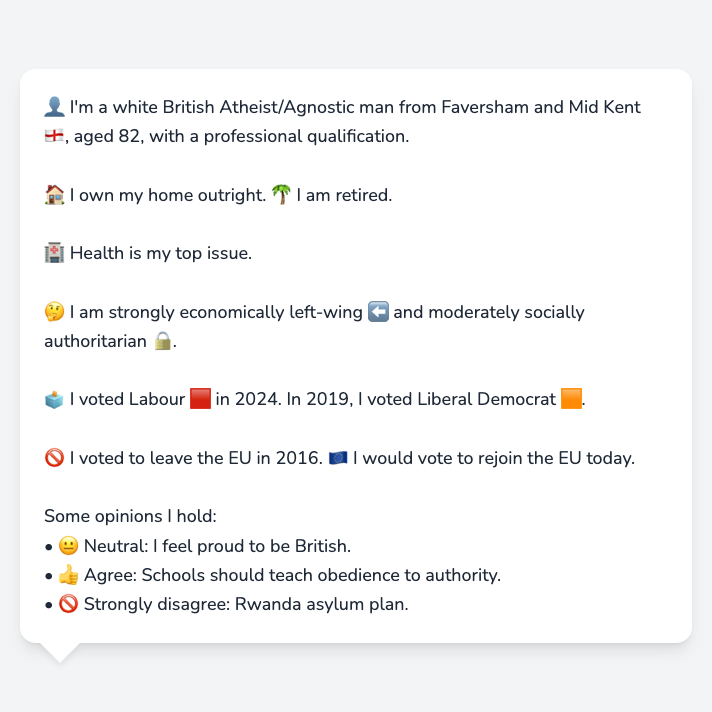 👤 I'm a white British Atheist/Agnostic man from Faversham and Mid Kent
🏴󠁧󠁢󠁥󠁮󠁧󠁿, aged 82, with a professional qualification.
🏠 I own my home outright. 🌴 I am retired.
🏥 Health is my top issue.
🤔 I am strongly economically left-wing ⬅️ and moderately socially
authoritarian 🔒.
🗳️ I voted Labour 🟥 in 2024. In 2019, I voted Liberal Democrat 🟧.
🚫 I voted to leave the EU in 2016. 🇪🇺 I would vote to rejoin the EU today.
Some opinions I hold:
• 😐 Neutral: I feel proud to be British.
• 👍 Agree: Schools should teach obedience to authority.
• 🚫 Strongly disagree: Rwanda asylum plan.